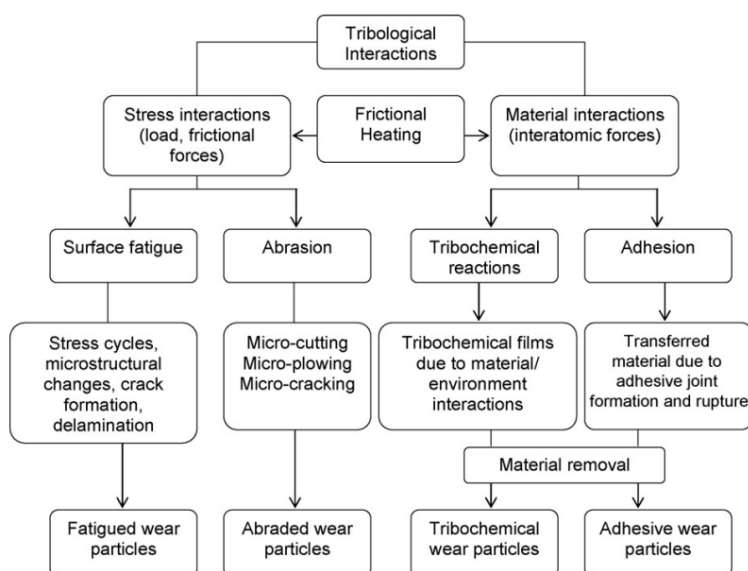 Tribological
Interactions
Stress interactions
(load, frictional
forces)
Frictional
Heating
Material interactions
(interatomic forces)
Surface fatigue
Abrasion
Tribochemical
reactions
Adhesion
Stress cycles,
microstructural
changes, crack
formation,
delamination
Micro-cutting
Micro-plowing
Micro-cracking
Tribochemical films
due to material/
environment
interactions
Transferred
material due to
adhesive joint
formation and rupture
Material removal
Fatigued wear
particles
Abraded wear
particles
Tribochemical
wear particles
Adhesive wear
particles